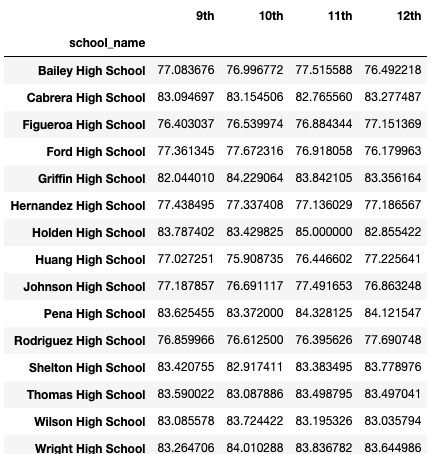 9th 10th 11th 12th
school_name
Bailey High School 77.083676 76.996772 77.515588 76.492218
Cabrera High School 83.094697 83.154506 82.765560 83.277487
Figueroa High School 76.403037 76.539974 76.884344 77.151369
Ford High School 77.361345 77.672316 76.918058 76.179963
Griffin High School 82.044010 84.229064 83.842105 83.356164
Hernandez High School 77.438495 77.337408 77.136029 77.186567
Holden High School 83.787402 83.429825 85.000000 82.855422
Huang High School 77.027251 75.908735 76.446602 77.225641
Johnson High School 77.187857 76.691117 77.491653 76.863248
Pena High School 83.625455 83.372000 84.328125 84.121547
Rodriguez High School 76.859966 76.612500 76.395626 77.690748
Shelton High School 83.420755 82.917411 83.383495 83.778976
Thomas High School 83.590022 83.087886 83.498795 83.497041
Wilson High School 83.085578 83.724422 83.195326 83.035794
Wright High School 83.264706 84.010288 83.836782 83.644986